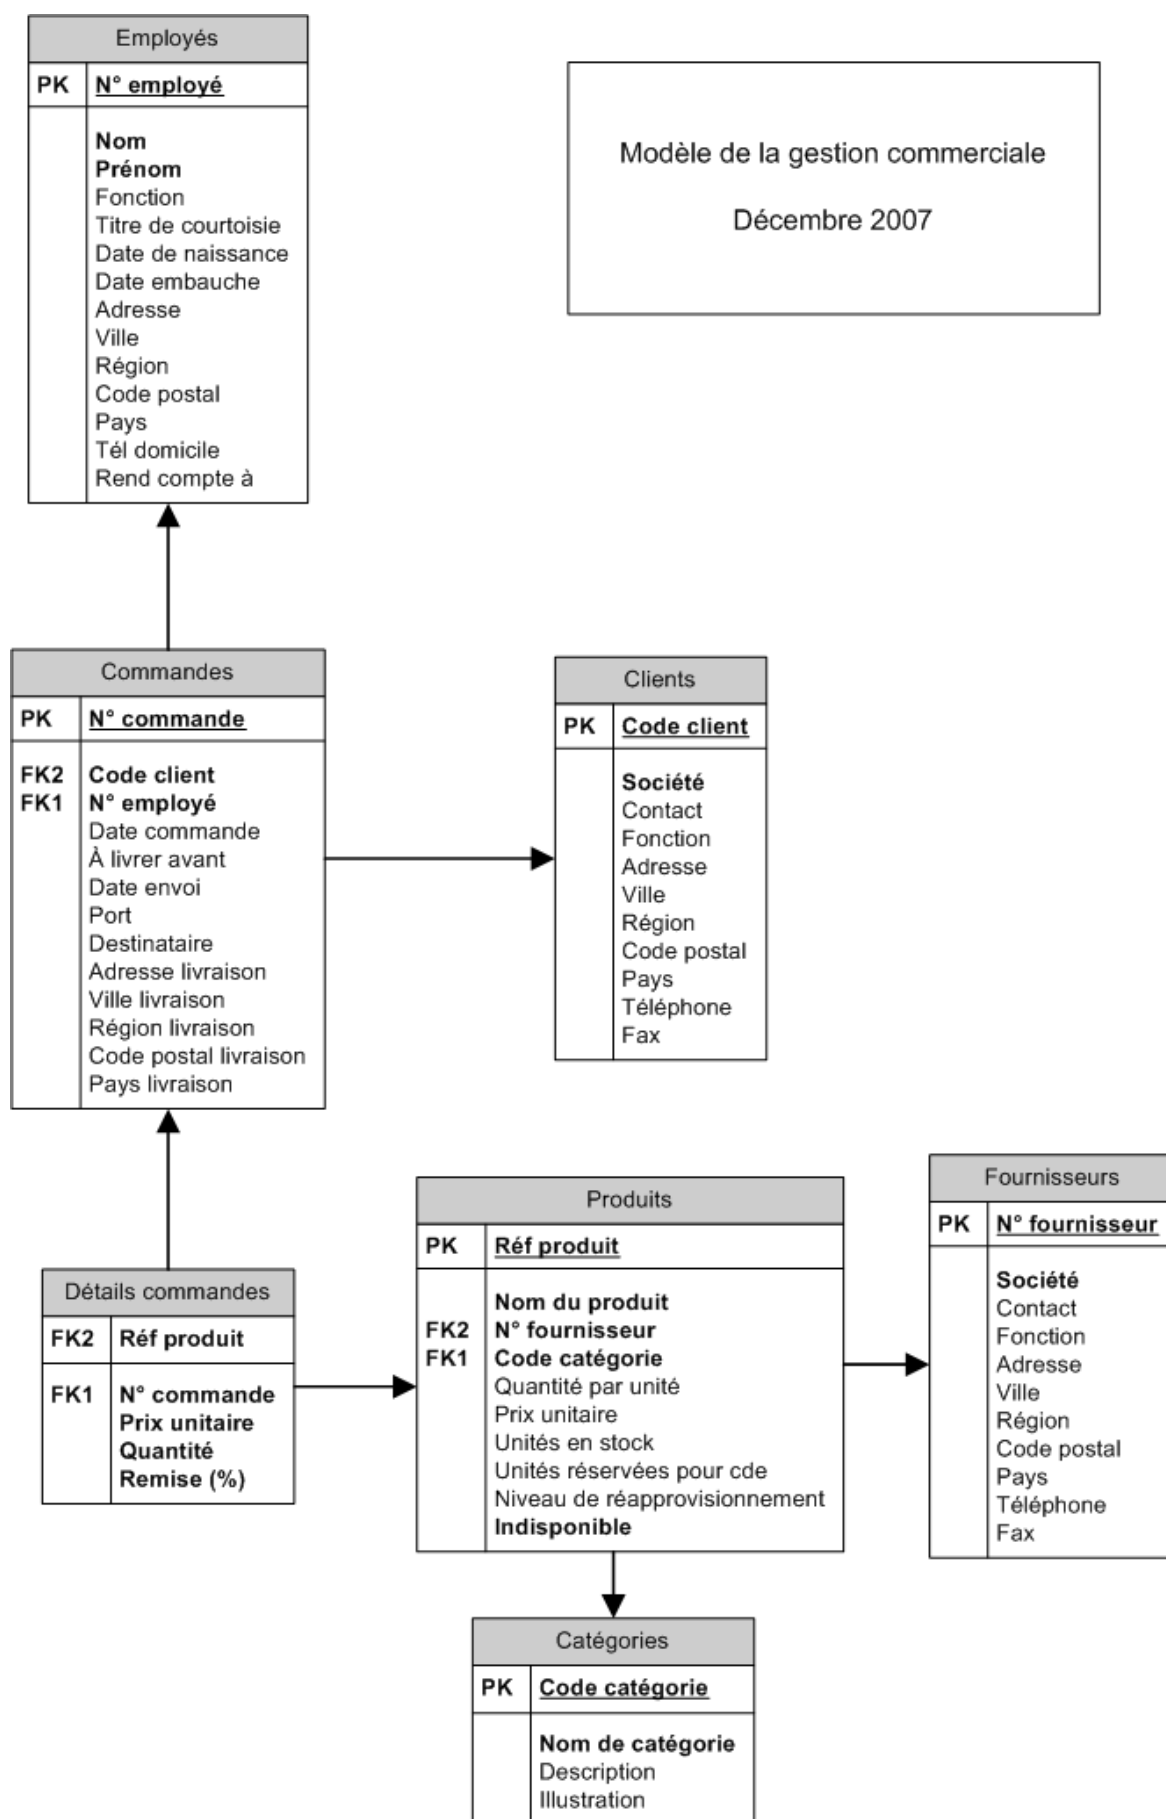 Employés
PK N° employé
Nom
Prénom
Fonction
Titre de courtoisie
Date de naissance
Date embauche
Adresse
Ville
Région
Code postal
Pays
Tél domicile
Rend compte à
Modèle de la gestion commerciale
Décembre 2007
Commandes
PK N° commande
FK2 Code client
FK1 N° employé
Date commande
À livrer avant
Date envoi
Port
Destinataire
Adresse livraison
Ville livraison
Région livraison
Code postal livraison
Pays livraison
Clients
PK Code client
Société
Contact
Fonction
Adresse
Ville
Région
Code postal
Pays
Téléphone
Fax
Détails commandes
FK2 Réf produit
FK1 N° commande
Prix unitaire
Quantité
Remise (%)
Produits
PK Réf produit
Nom du produit
FK2 N° fournisseur
FK1 Code catégorie
Quantité par unité
Prix unitaire
Unités en stock
Unités réservées pour cde
Niveau de réapprovisionnement
Indisponible
Fournisseurs
PK N° fournisseur
Société
Contact
Fonction
Adresse
Ville
Région
Code postal
Pays
Téléphone
Fax
Catégories
PK Code catégorie
Nom de catégorie
Description
Illustration